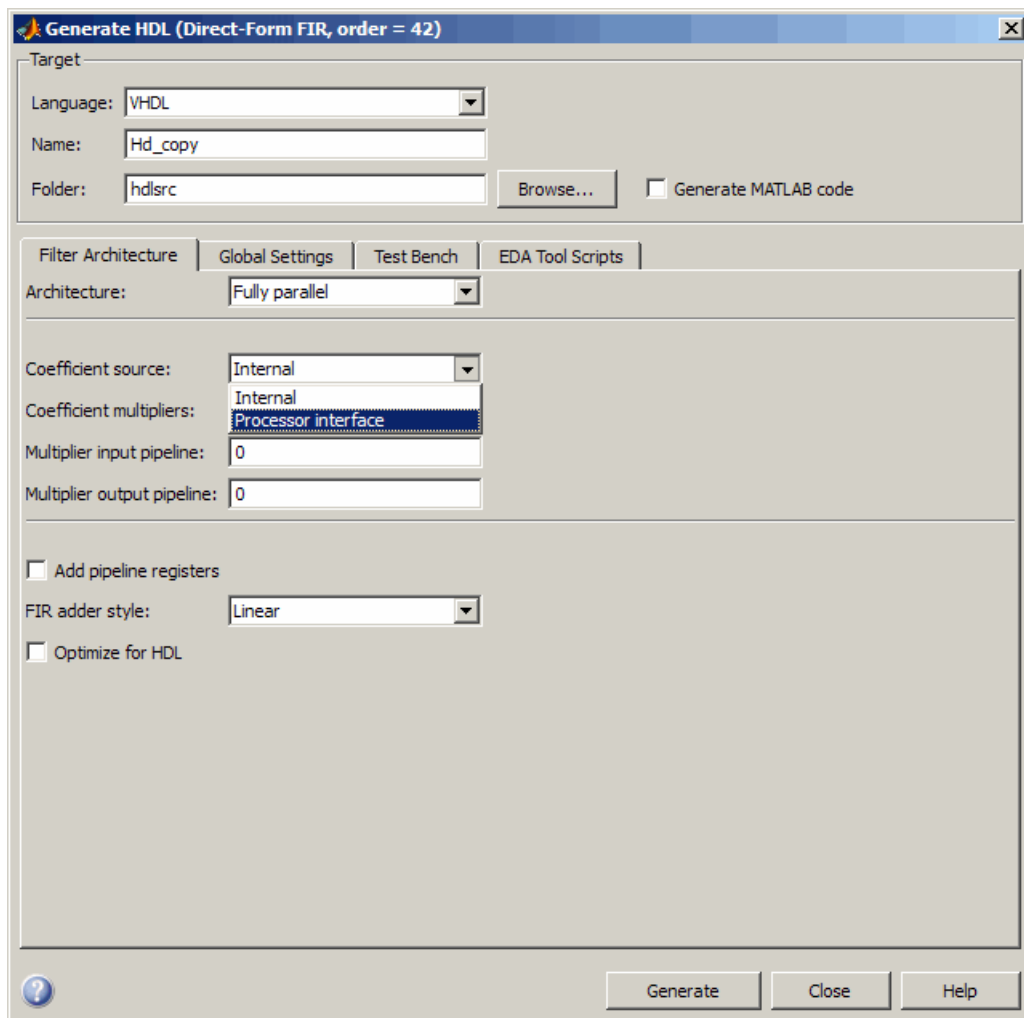 Generate HDL (Direct-Form FIR, order = 42)
Target
Language: VHDL
Name: Hd_copy
Folder: hdlsrc Browse... Generate MATLAB code
Filter Architecture Global Settings Test Bench EDA Tool Scripts
Architecture: Fully parallel
Coefficient source: Internal
Internal
Coefficient multipliers:
Processor interface
Multiplier input pipeline: 0
Multiplier output pipeline: 0
Add pipeline registers
FIR adder style: Linear
Optimize for HDL
? Generate Close Help